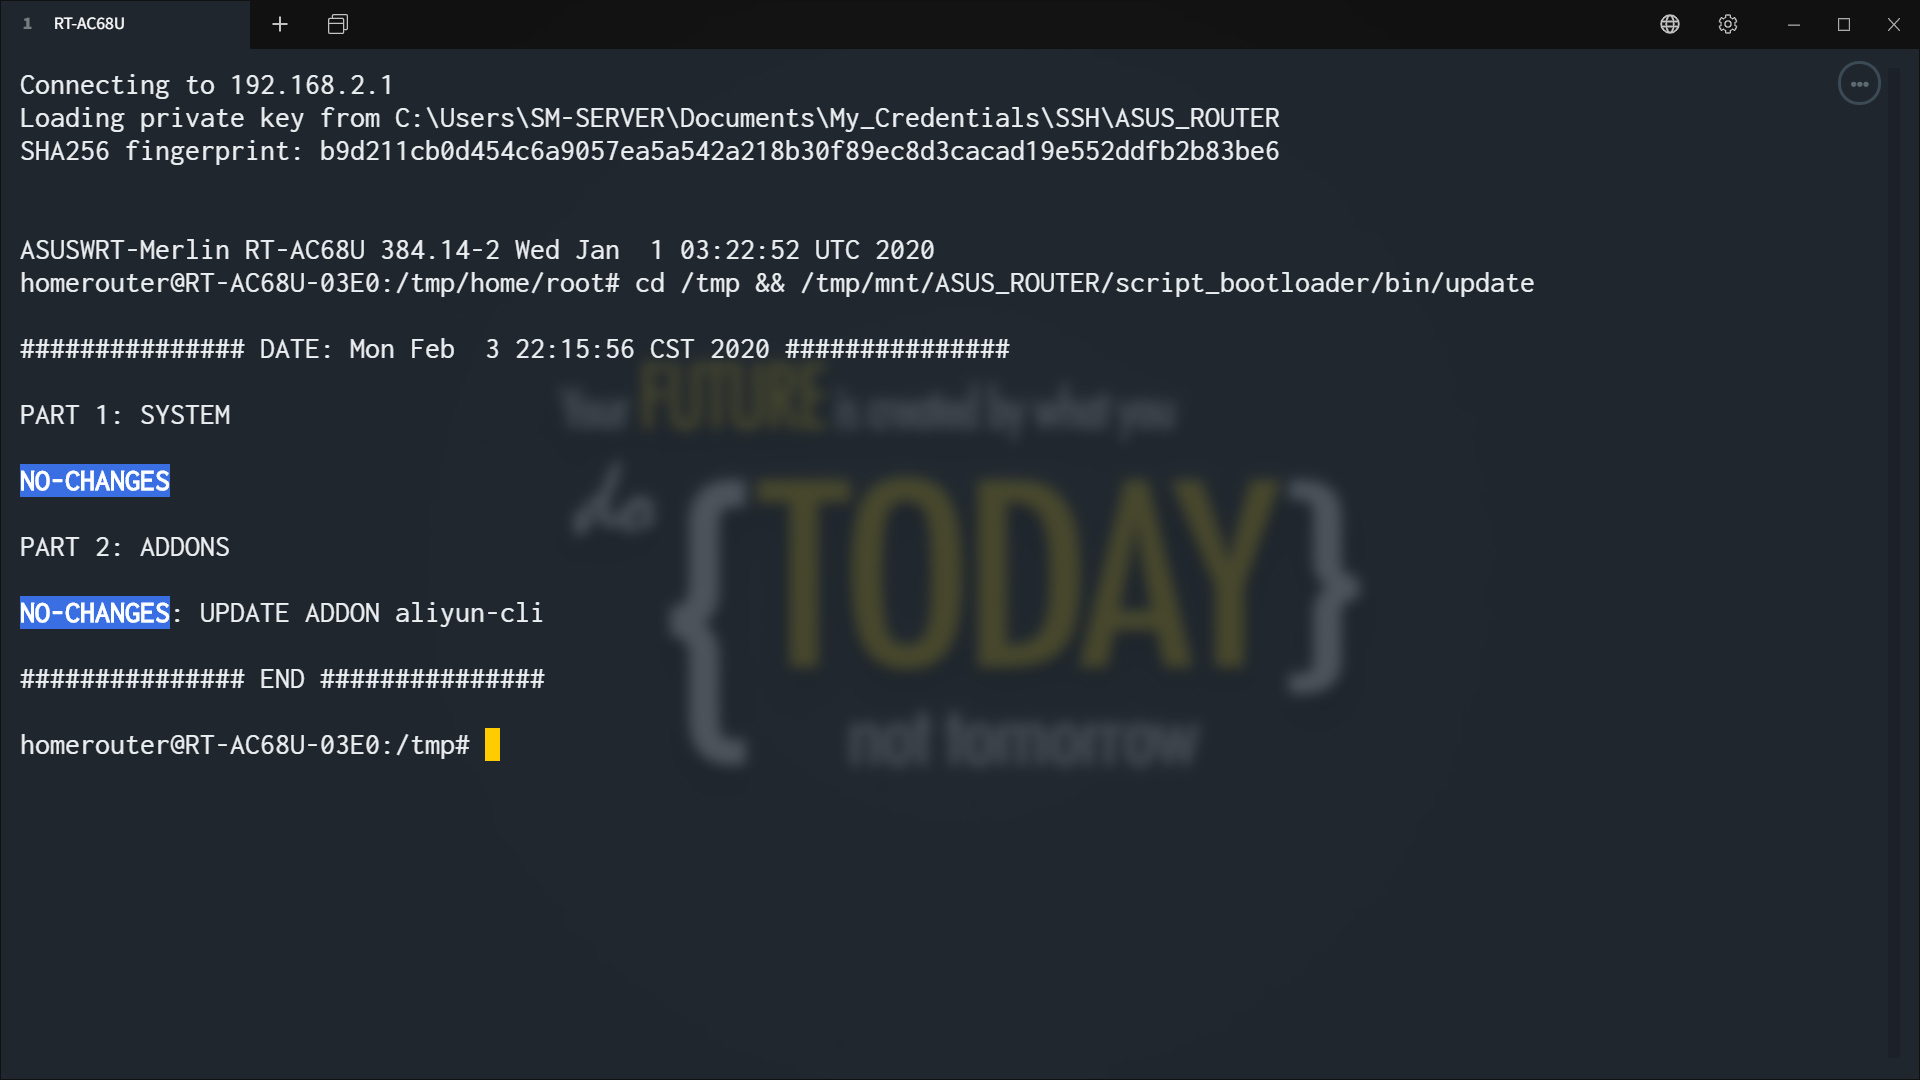 1 RT-AC68U
Connecting to 192.168.2.1
Loading private key from C:\Users\SM-SERVER\Documents\My_Credentials\SSH\ASUS_ROUTER
SHA256 fingerprint: b9d211cb0d454c6a9057ea5a542a218b30f89ec8d3cacad19e552ddfb2b83be6
ASUSWRT-Merlin RT-AC68U 384.14-2 Wed Jan  1 03:22:52 UTC 2020
homerouter@RT-AC68U-03E0:/tmp/home/root# cd /tmp && /tmp/mnt/ASUS_ROUTER/script_bootloader/bin/update
############### DATE: Mon Feb  3 22:15:56 CST 2020 ###############
PART 1: SYSTEM
NO-CHANGES
PART 2: ADDONS
NO-CHANGES: UPDATE ADDON aliyun-cli
############### END ###############
homerouter@RT-AC68U-03E0:/tmp#
Your FUTURE is created by what you
do {TODAY}
not tomorrow